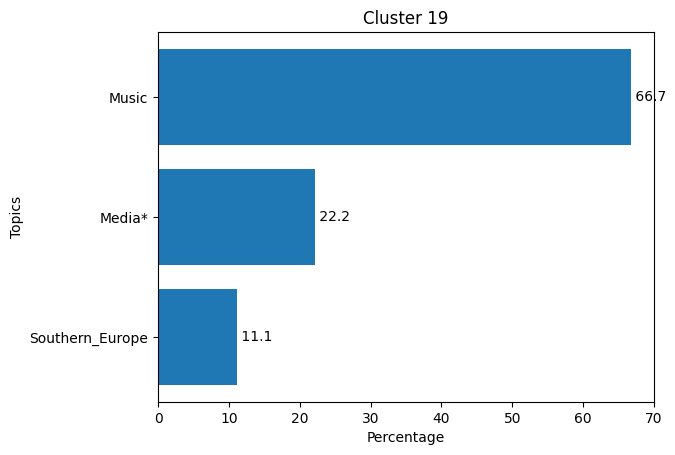 Cluster 19
Topics
Music
66.7
Media*
22.2
Southern_Europe
11.1
0 10 20 30 40 50 60 70
Percentage